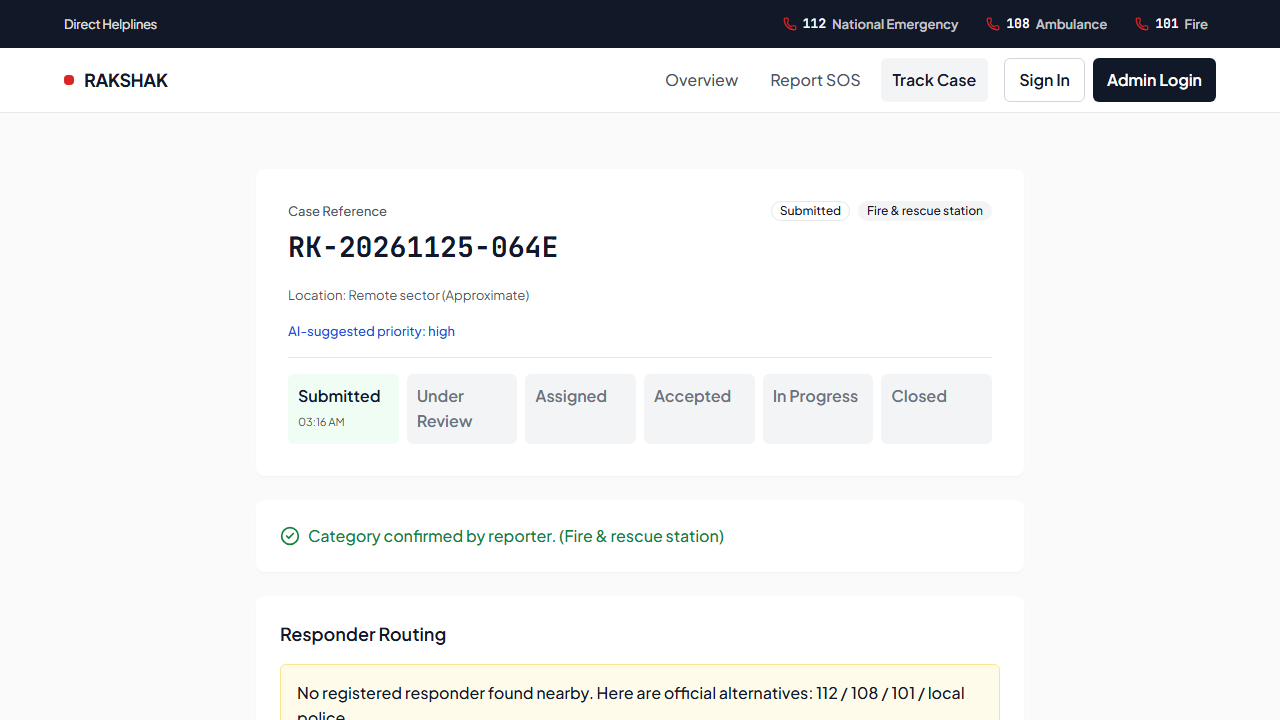 Direct Helplines
112 National Emergency
108 Ambulance
101 Fire
RAKSHAK
Overview
Report SOS
Track Case
Sign In
Admin Login
Case Reference
Submitted
Fire & rescue station
RK-20261125-064E
Location: Remote sector (Approximate)
AI-suggested priority: high
Submitted
03:16 AM
Under
Review
Assigned
Accepted
In Progress
Closed
Category confirmed by reporter. (Fire & rescue station)
Responder Routing
No registered responder found nearby. Here are official alternatives: 112 / 108 / 101 / local
police.